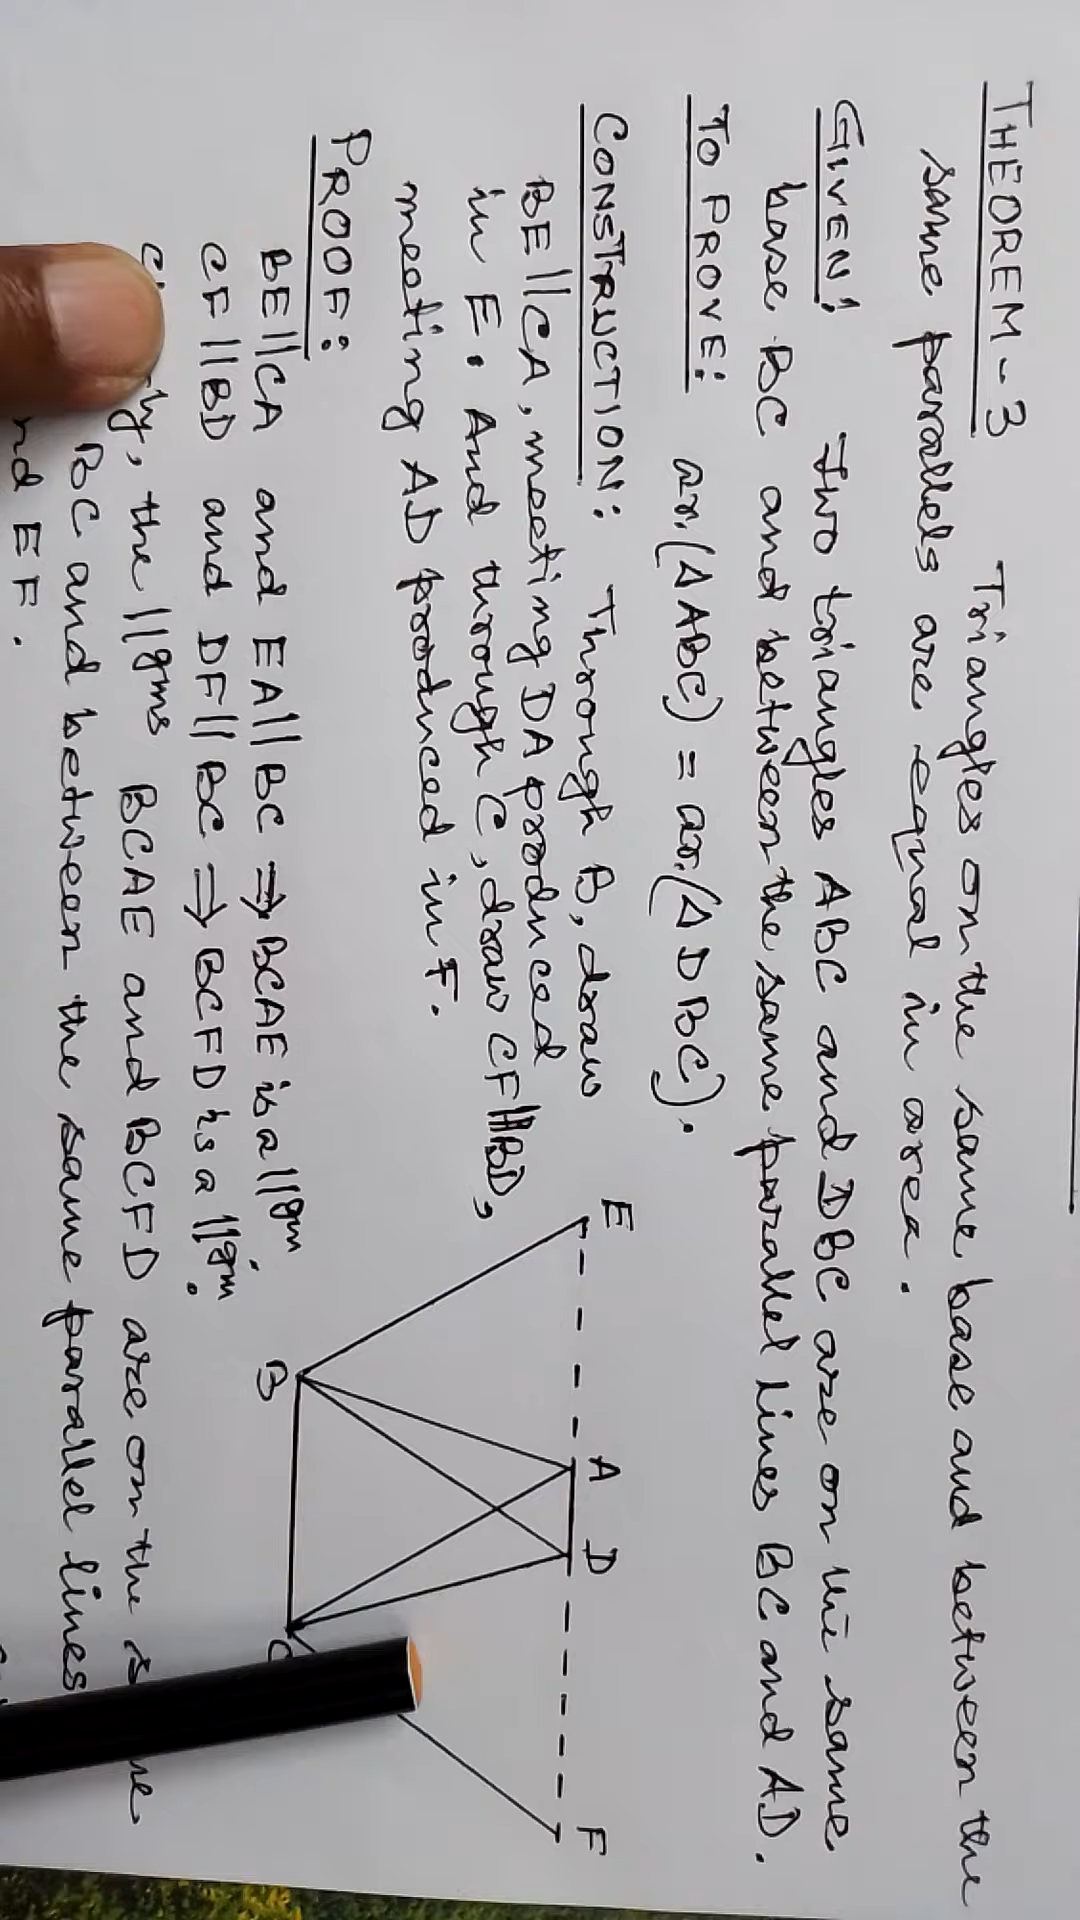 THEOREM-3 Triangles on the same base and between the
same parallels are equal in area.
GIVEN: Two triangles ABC and DBC are on the same
base BC and between the same parallel lines BC and AD.
TO PROVE: ar.(ΔABC) = ar.(ΔDBC).
CONSTRUCTION: Through B, draw
BE||CA, meeting DA produced
in E. And through C, draw CF||BD,
meeting AD produced in F.
PROOF:
BE||CA and EA||BC ⇒ BCAE is a ||gm.
CF||BD and DF||BC ⇒ BCFD is a ||gm.
the ||gms BCAE and BCFD are on the
BC and between the same parallel lines
EF.
E
A
D
F
B